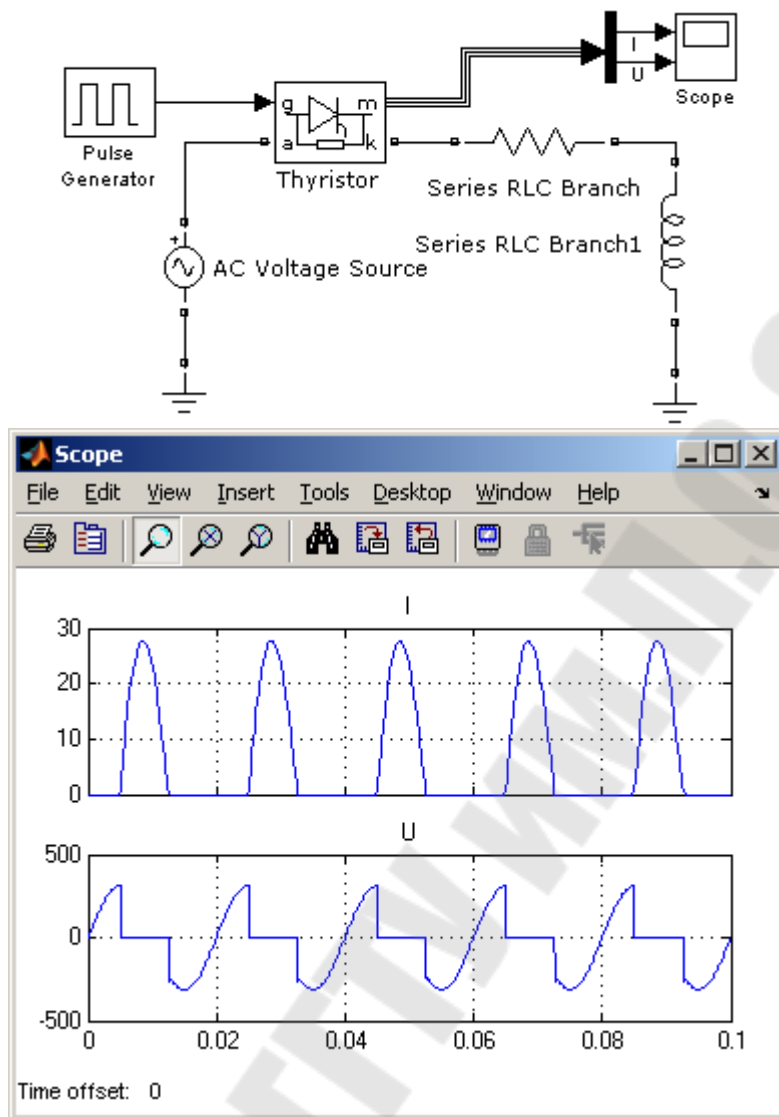 I
U
Scope
g m
a k
Pulse
Generator
Thyristor
Series RLC Branch
Series RLC Branch1
+
AC Voltage Source
Scope
File Edit View Insert Tools Desktop Window Help
I
30
20
10
0
U
500
0
-500
0 0.02 0.04 0.06 0.08 0.1
Time offset: 0
ГГТУ ИМ.П.О